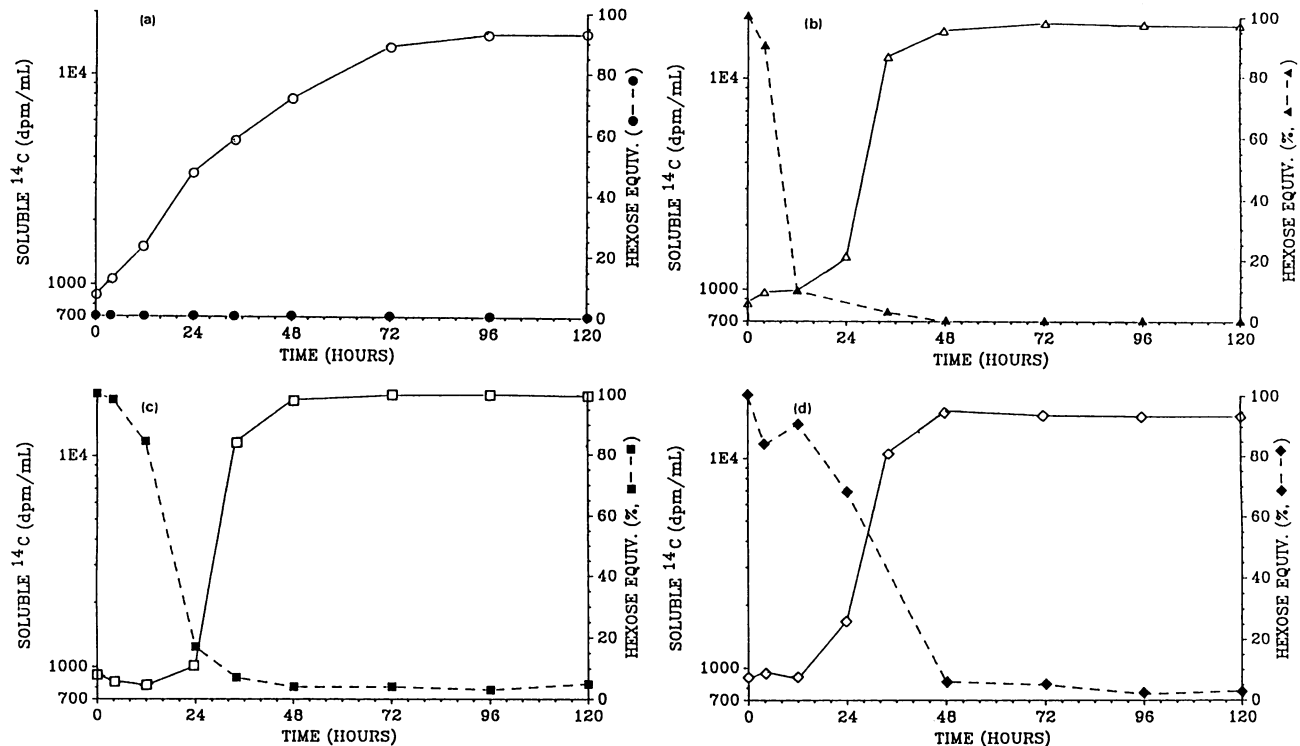 (a)
SOLUBLE ¹⁴C (dpm/mL)
1E4
1000
700
100
80
60
40
20
0
HEXOSE EQUIV. (
0 24 48 72 96 120
TIME (HOURS)
(b)
SOLUBLE ¹⁴C (dpm/mL)
1E4
1000
700
100
80
60
40
20
0
HEXOSE EQUIV. (%,
0 24 48 72 96 120
TIME (HOURS)
(c)
SOLUBLE ¹⁴C (dpm/mL)
1E4
1000
700
100
80
60
40
20
0
HEXOSE EQUIV. (%,
0 24 48 72 96 120
TIME (HOURS)
(d)
SOLUBLE ¹⁴C (dpm/mL)
1E4
1000
700
100
80
60
40
20
0
HEXOSE EQUIV. (%,
0 24 48 72 96 120
TIME (HOURS)